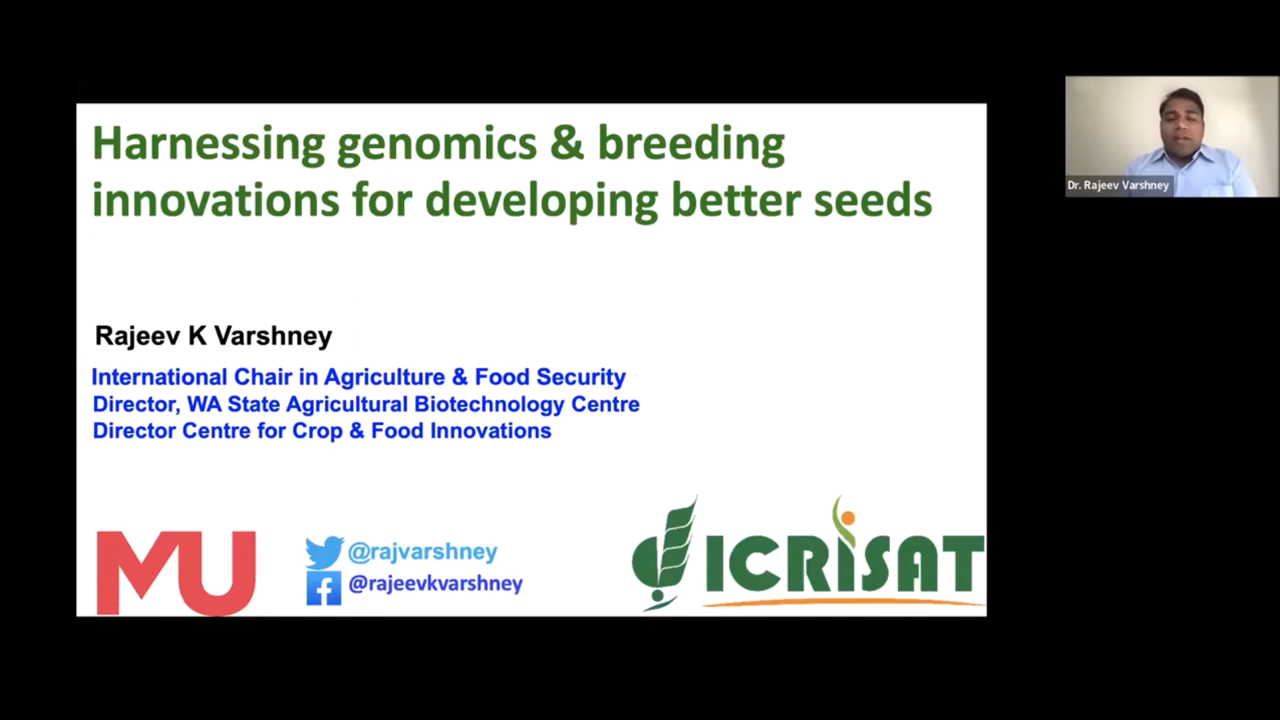 Harnessing genomics & breeding
innovations for developing better seeds
Dr. Rajeev Varshney
Rajeev K Varshney
International Chair in Agriculture & Food Security
Director, WA State Agricultural Biotechnology Centre
Director Centre for Crop & Food Innovations
MU
@rajvarshney
@rajeevkvarshney
ICRISAT